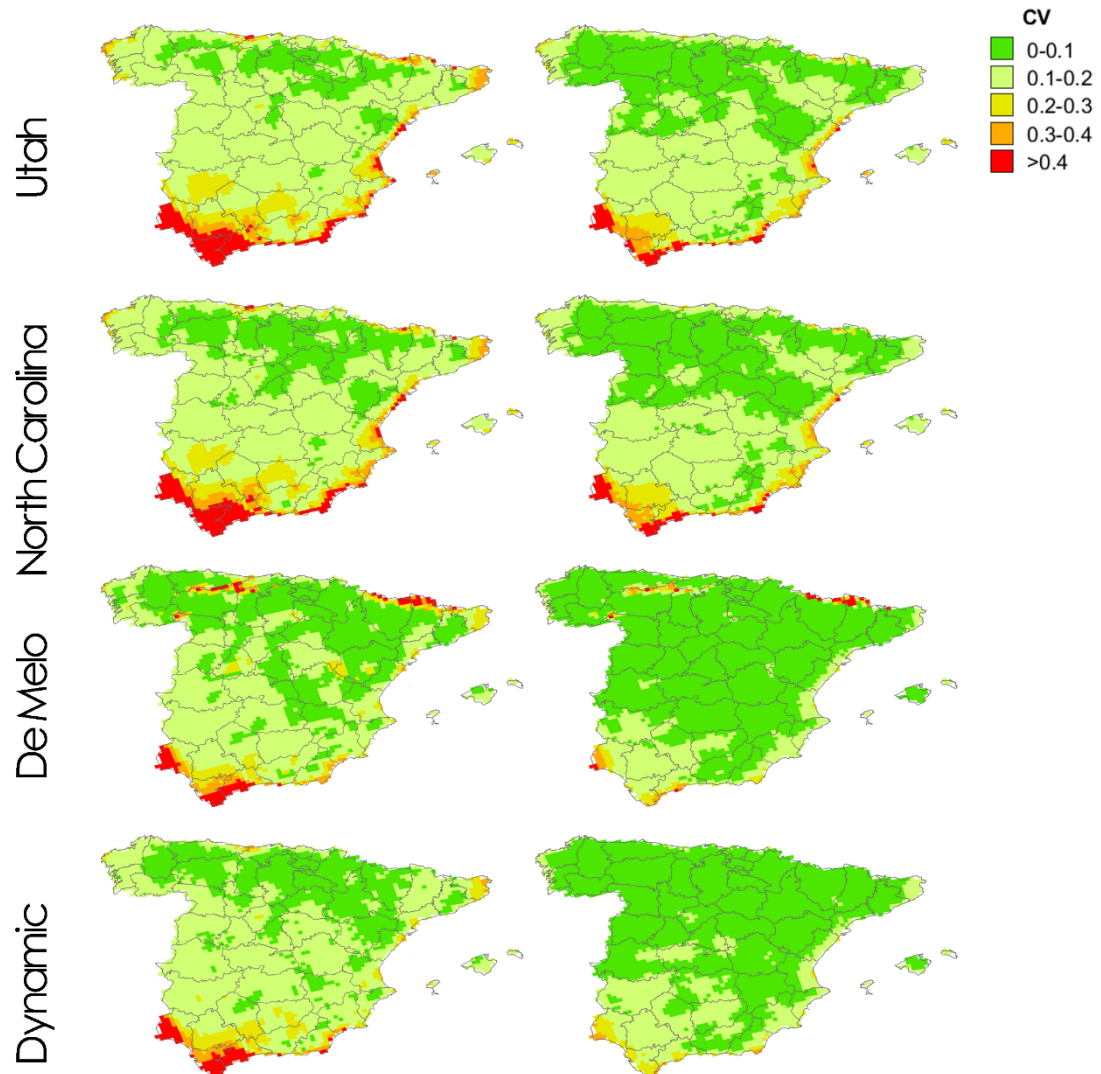 CV
0-0.1
0.1-0.2
0.2-0.3
0.3-0.4
>0.4
Utah
North Carolina
De Melo
Dynamic